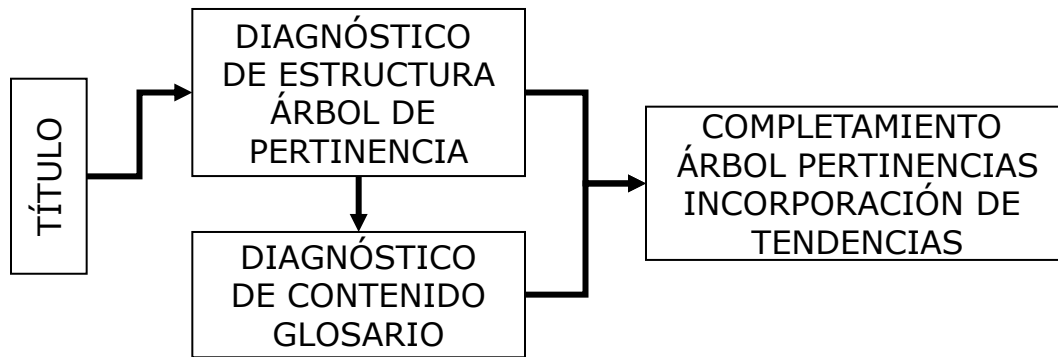 TÍTULO
DIAGNÓSTICO
DE ESTRUCTURA
ÁRBOL DE
PERTINENCIA
DIAGNÓSTICO
DE CONTENIDO
GLOSARIO
COMPLETAMIENTO
ÁRBOL PERTINENCIAS
INCORPORACIÓN DE
TENDENCIAS